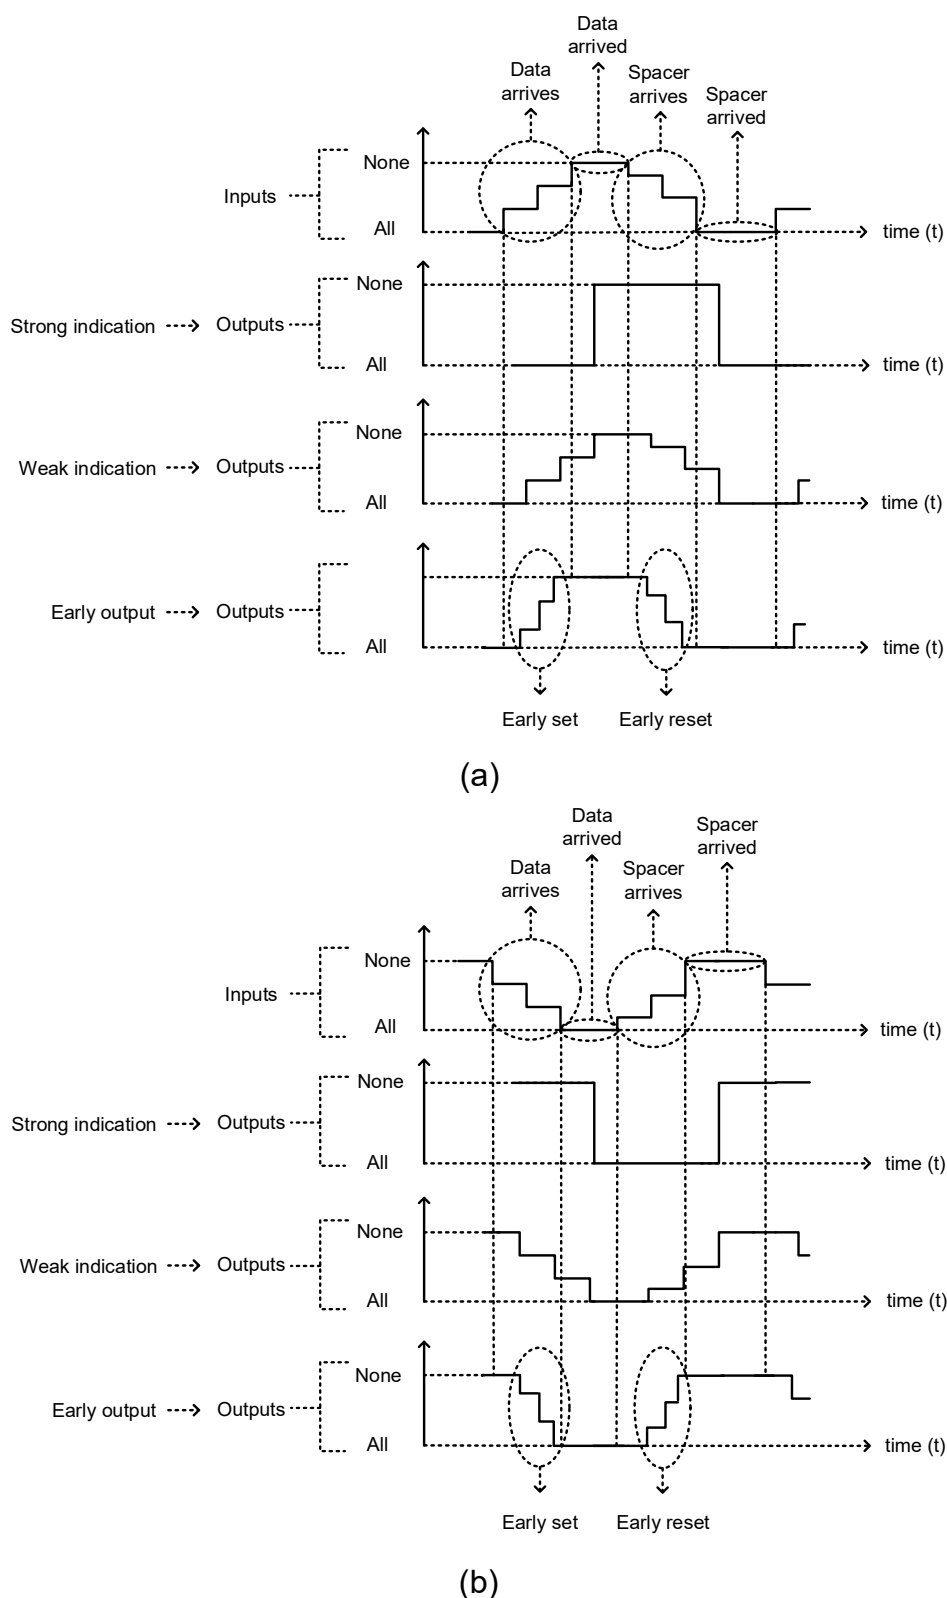 Data
arrived
Data
arrives
Spacer
arrives
Spacer
arrived
None
Inputs
All
time (t)
None
Strong indication
Outputs
All
time (t)
None
Weak indication
Outputs
All
time (t)
Early output
Outputs
All
time (t)
Early set
Early reset
(a)
Data
arrived
Spacer
arrived
Data
arrives
Spacer
arrives
None
Inputs
All
time (t)
None
Strong indication
Outputs
All
time (t)
None
Weak indication
Outputs
All
time (t)
None
Early output
Outputs
All
time (t)
Early set
Early reset
(b)